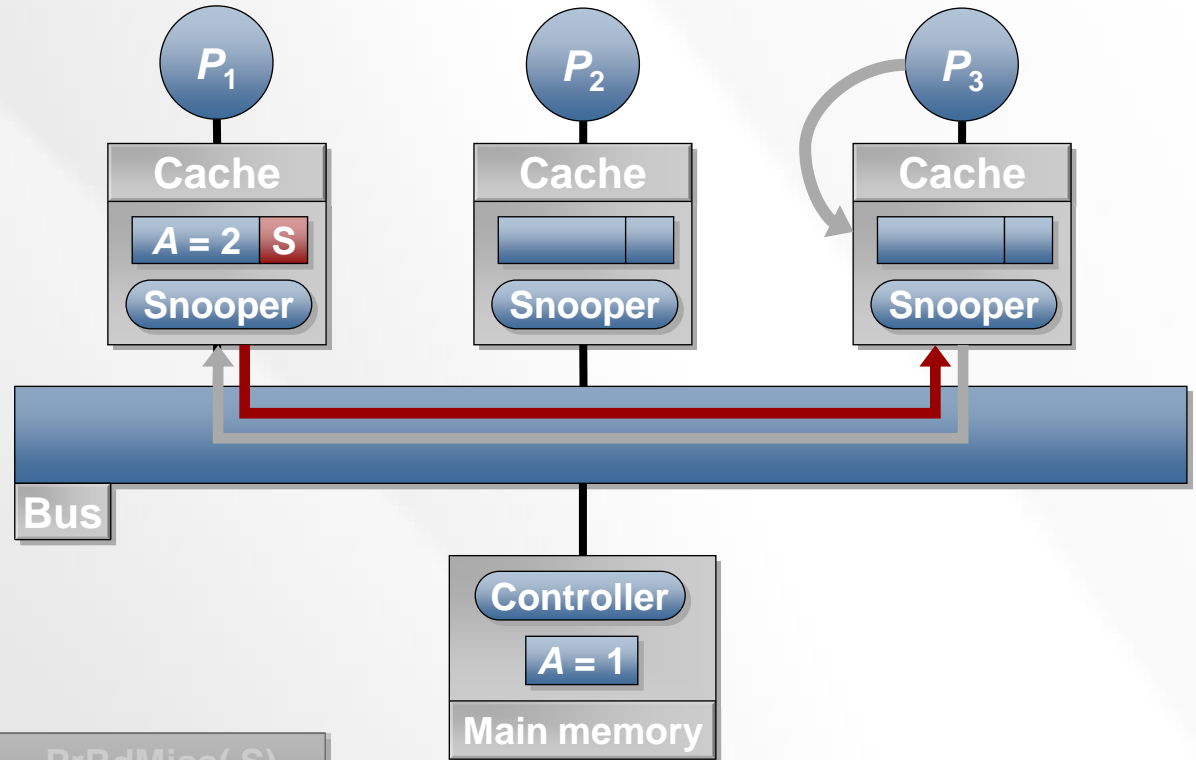 P1
P2
P3
Cache
Cache
Cache
A = 2 S
Snooper
Snooper
Snooper
Bus
Controller
A = 1
Main memory